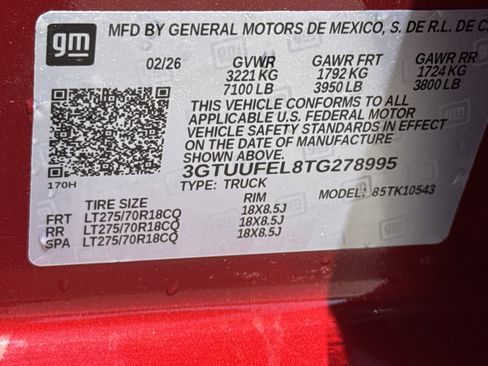 gm
MFD BY GENERAL MOTORS DE MEXICO, S. DE R.L. DE C.
02/26 GVWR GAWR FRT GAWR RR
3221 KG 1792 KG 1724 KG
7100 LB 3950 LB 3800 LB
THIS VEHICLE CONFORMS TO ALL
APPLICABLE U.S. FEDERAL MOTOR
VEHICLE SAFETY STANDARDS IN EFFECT
ON THE DATE OF MANUFACTURE
SHOWN ABOVE.
3GTUUFEL8TG278995
170H
TYPE: TRUCK MODEL: 85TK10543
TIRE SIZE RIM
FRT LT275/70R18CQ 18X8.5J
RR LT275/70R18CQ 18X8.5J
SPA LT275/70R18CQ 18X8.5J